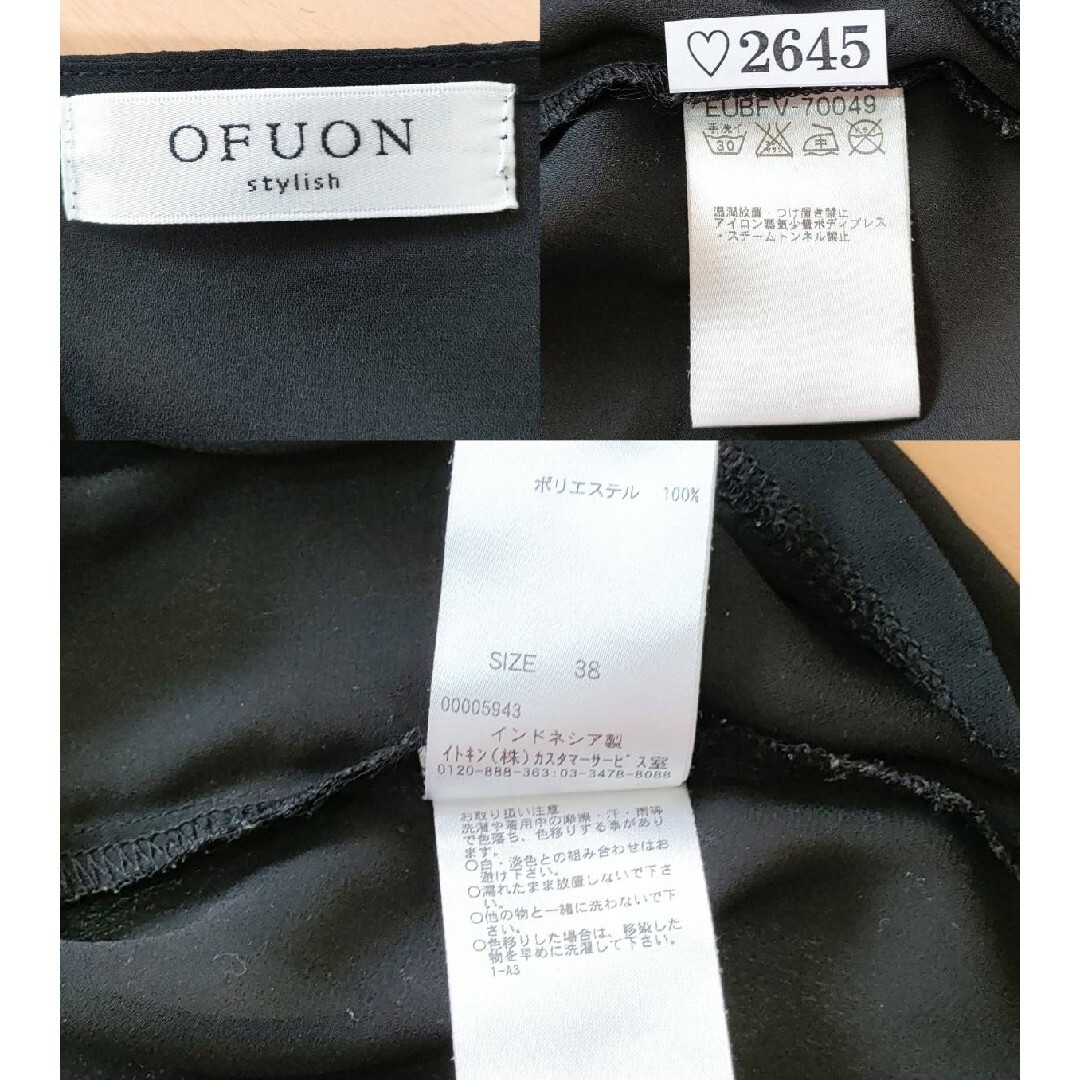 OFUON
stylish
♡2645
EUBFV-70049
手洗イ
30
中
温潤放置 つけ置き禁止
アイロン蒸気少量ボディプレス
・スチームトンネル禁止
ポリエステル 100%
SIZE 38
00005943
インドネシア製
イトキン(株)カスタマーサービス室
0120-888-363:03-3478-8088
お取り扱い注意
洗濯や着用中の摩擦・汗・雨等
で色落ち、色移りする事があり
ます。
○白・淡色との組み合わせはお
避け下さい。
○濡れたまま放置しないで下さ
い。
○他の物と一緒に洗わないで下
さい。
○色移りした場合は、移染した
物を早めに洗濯して下さい。
1-A3